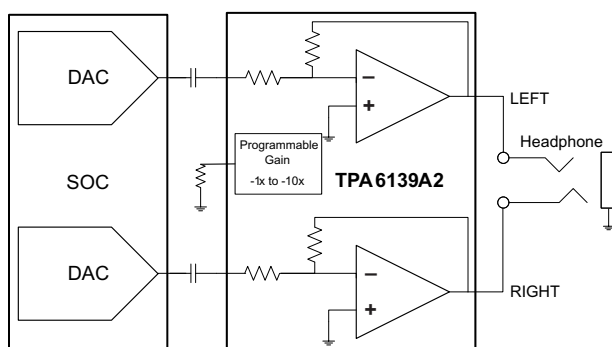 DAC
−
+
LEFT
Headphone
Programmable
Gain
-1x to -10x
SOC
TPA6139A2
DAC
−
+
RIGHT